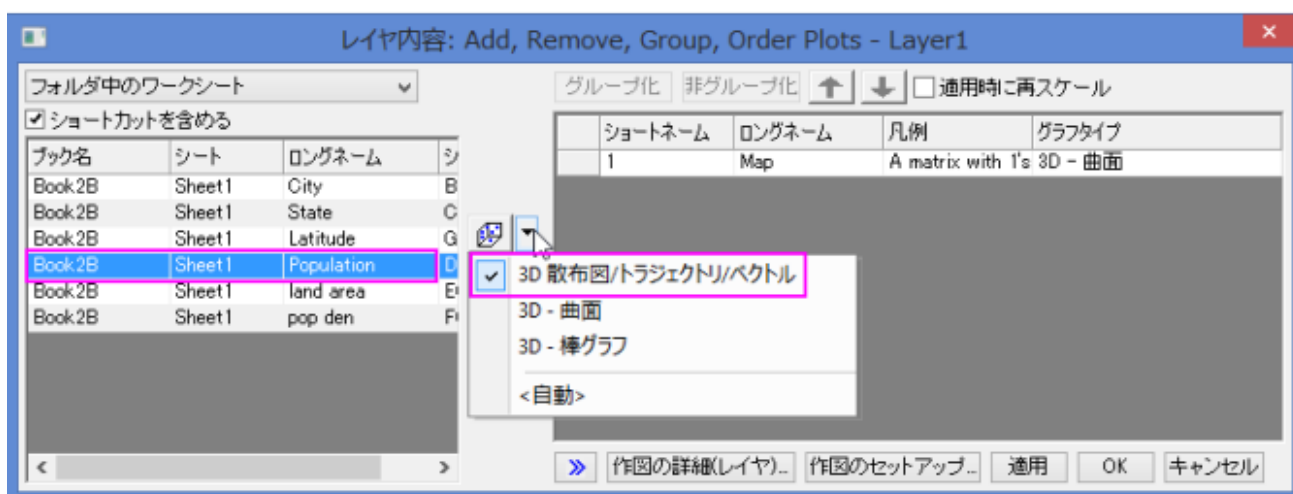 レイヤ内容: Add, Remove, Group, Order Plots - Layer1
フォルダ中のワークシート
グループ化 非グループ化 適用時に再スケール
ショートカットを含める
ブック名 シート ロングネーム シ
Book2B Sheet1 City B
Book2B Sheet1 State C
Book2B Sheet1 Latitude G
Book2B Sheet1 Population D
Book2B Sheet1 land area E
Book2B Sheet1 pop den F
ショートネーム ロングネーム 凡例 グラフタイプ
1 Map A matrix with 1's 3D - 曲面
3D 散布図/トラジェクトリ/ベクトル
3D - 曲面
3D - 棒グラフ
<自動>
作図の詳細(レイヤ)... 作図のセットアップ... 適用 OK キャンセル